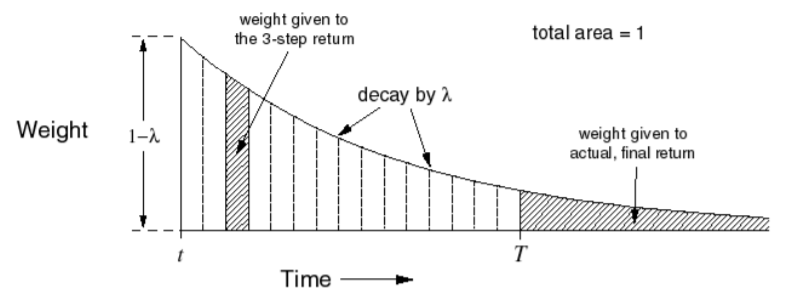 weight given to
the 3-step return
total area = 1
decay by λ
Weight
1−λ
weight given to
actual, final return
t
T
Time